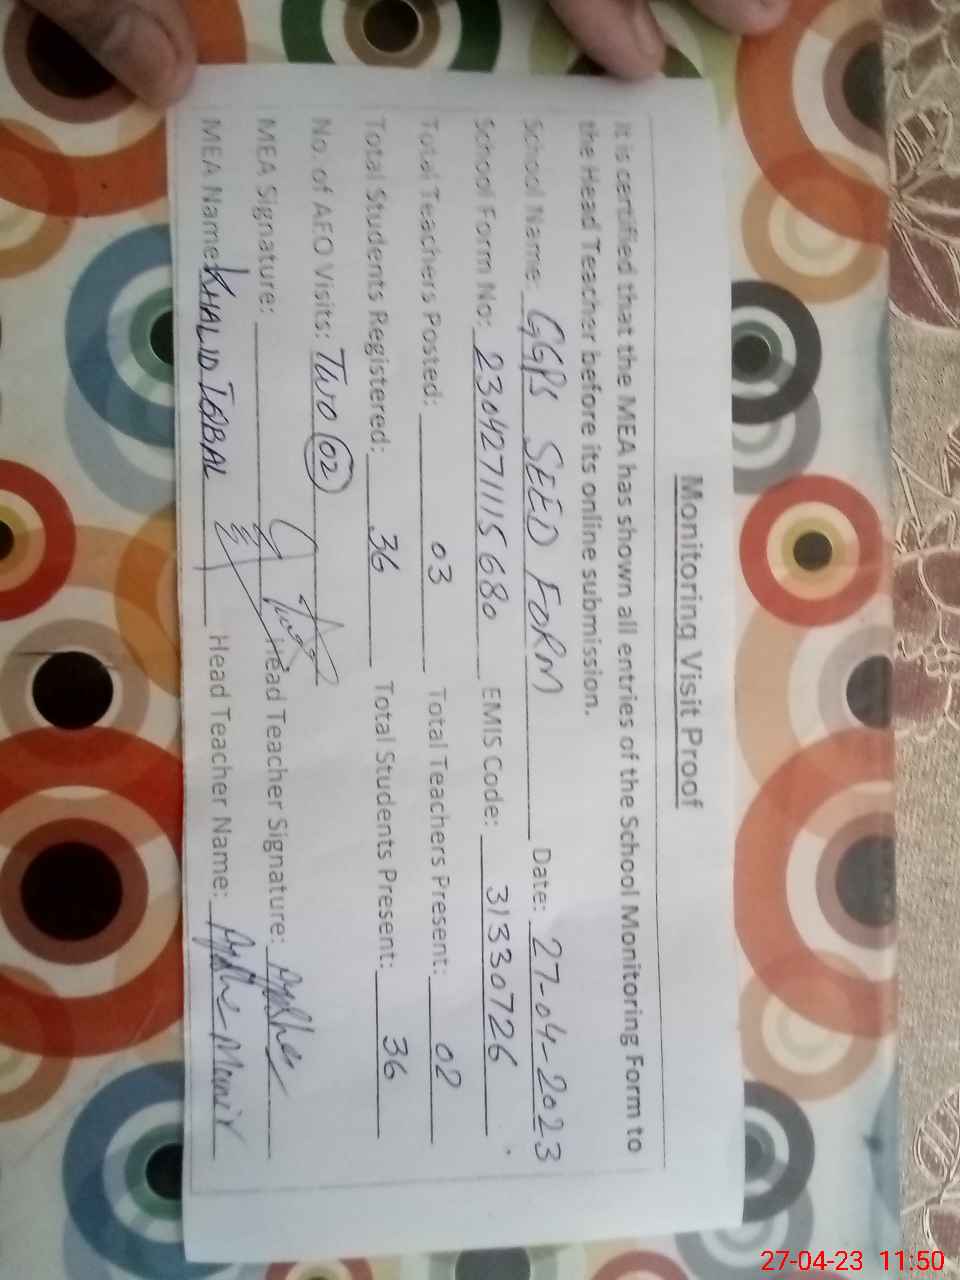 Monitoring Visit Proof
It is certified that the MEA has shown all entries of the School Monitoring Form to
the Head Teacher before its online submission.
School Name: GGPS SEED FORM Date: 27-04-2023
School Form No: 2304271115680 EMIS Code: 31330726
Total Teachers Posted: 03 Total Teachers Present: 02
Total Students Registered: 36 Total Students Present: 36
No. of AEO Visits: TWO 02
MEA Signature: Head Teacher Signature:
MEA Name: KHALID IQBAL Head Teacher Name:
27-04-23 11:50